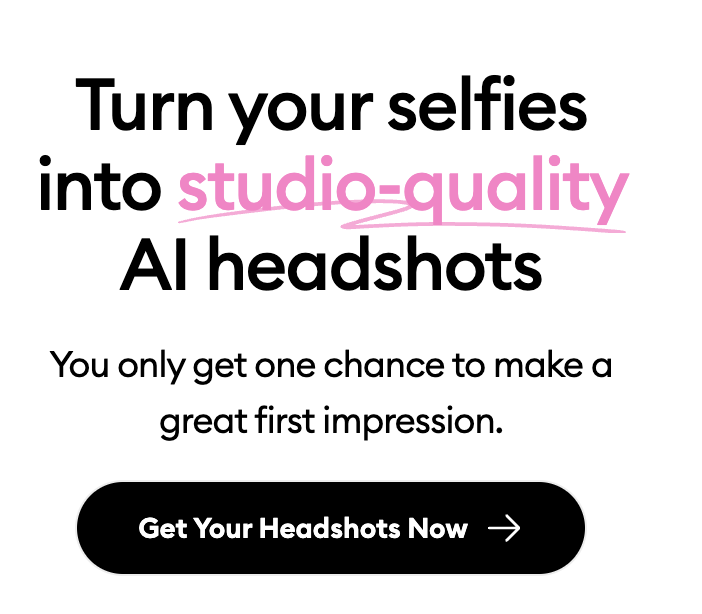 Turn your selfies
into studio-quality
AI headshots
You only get one chance to make a
great first impression.
Get Your Headshots Now →